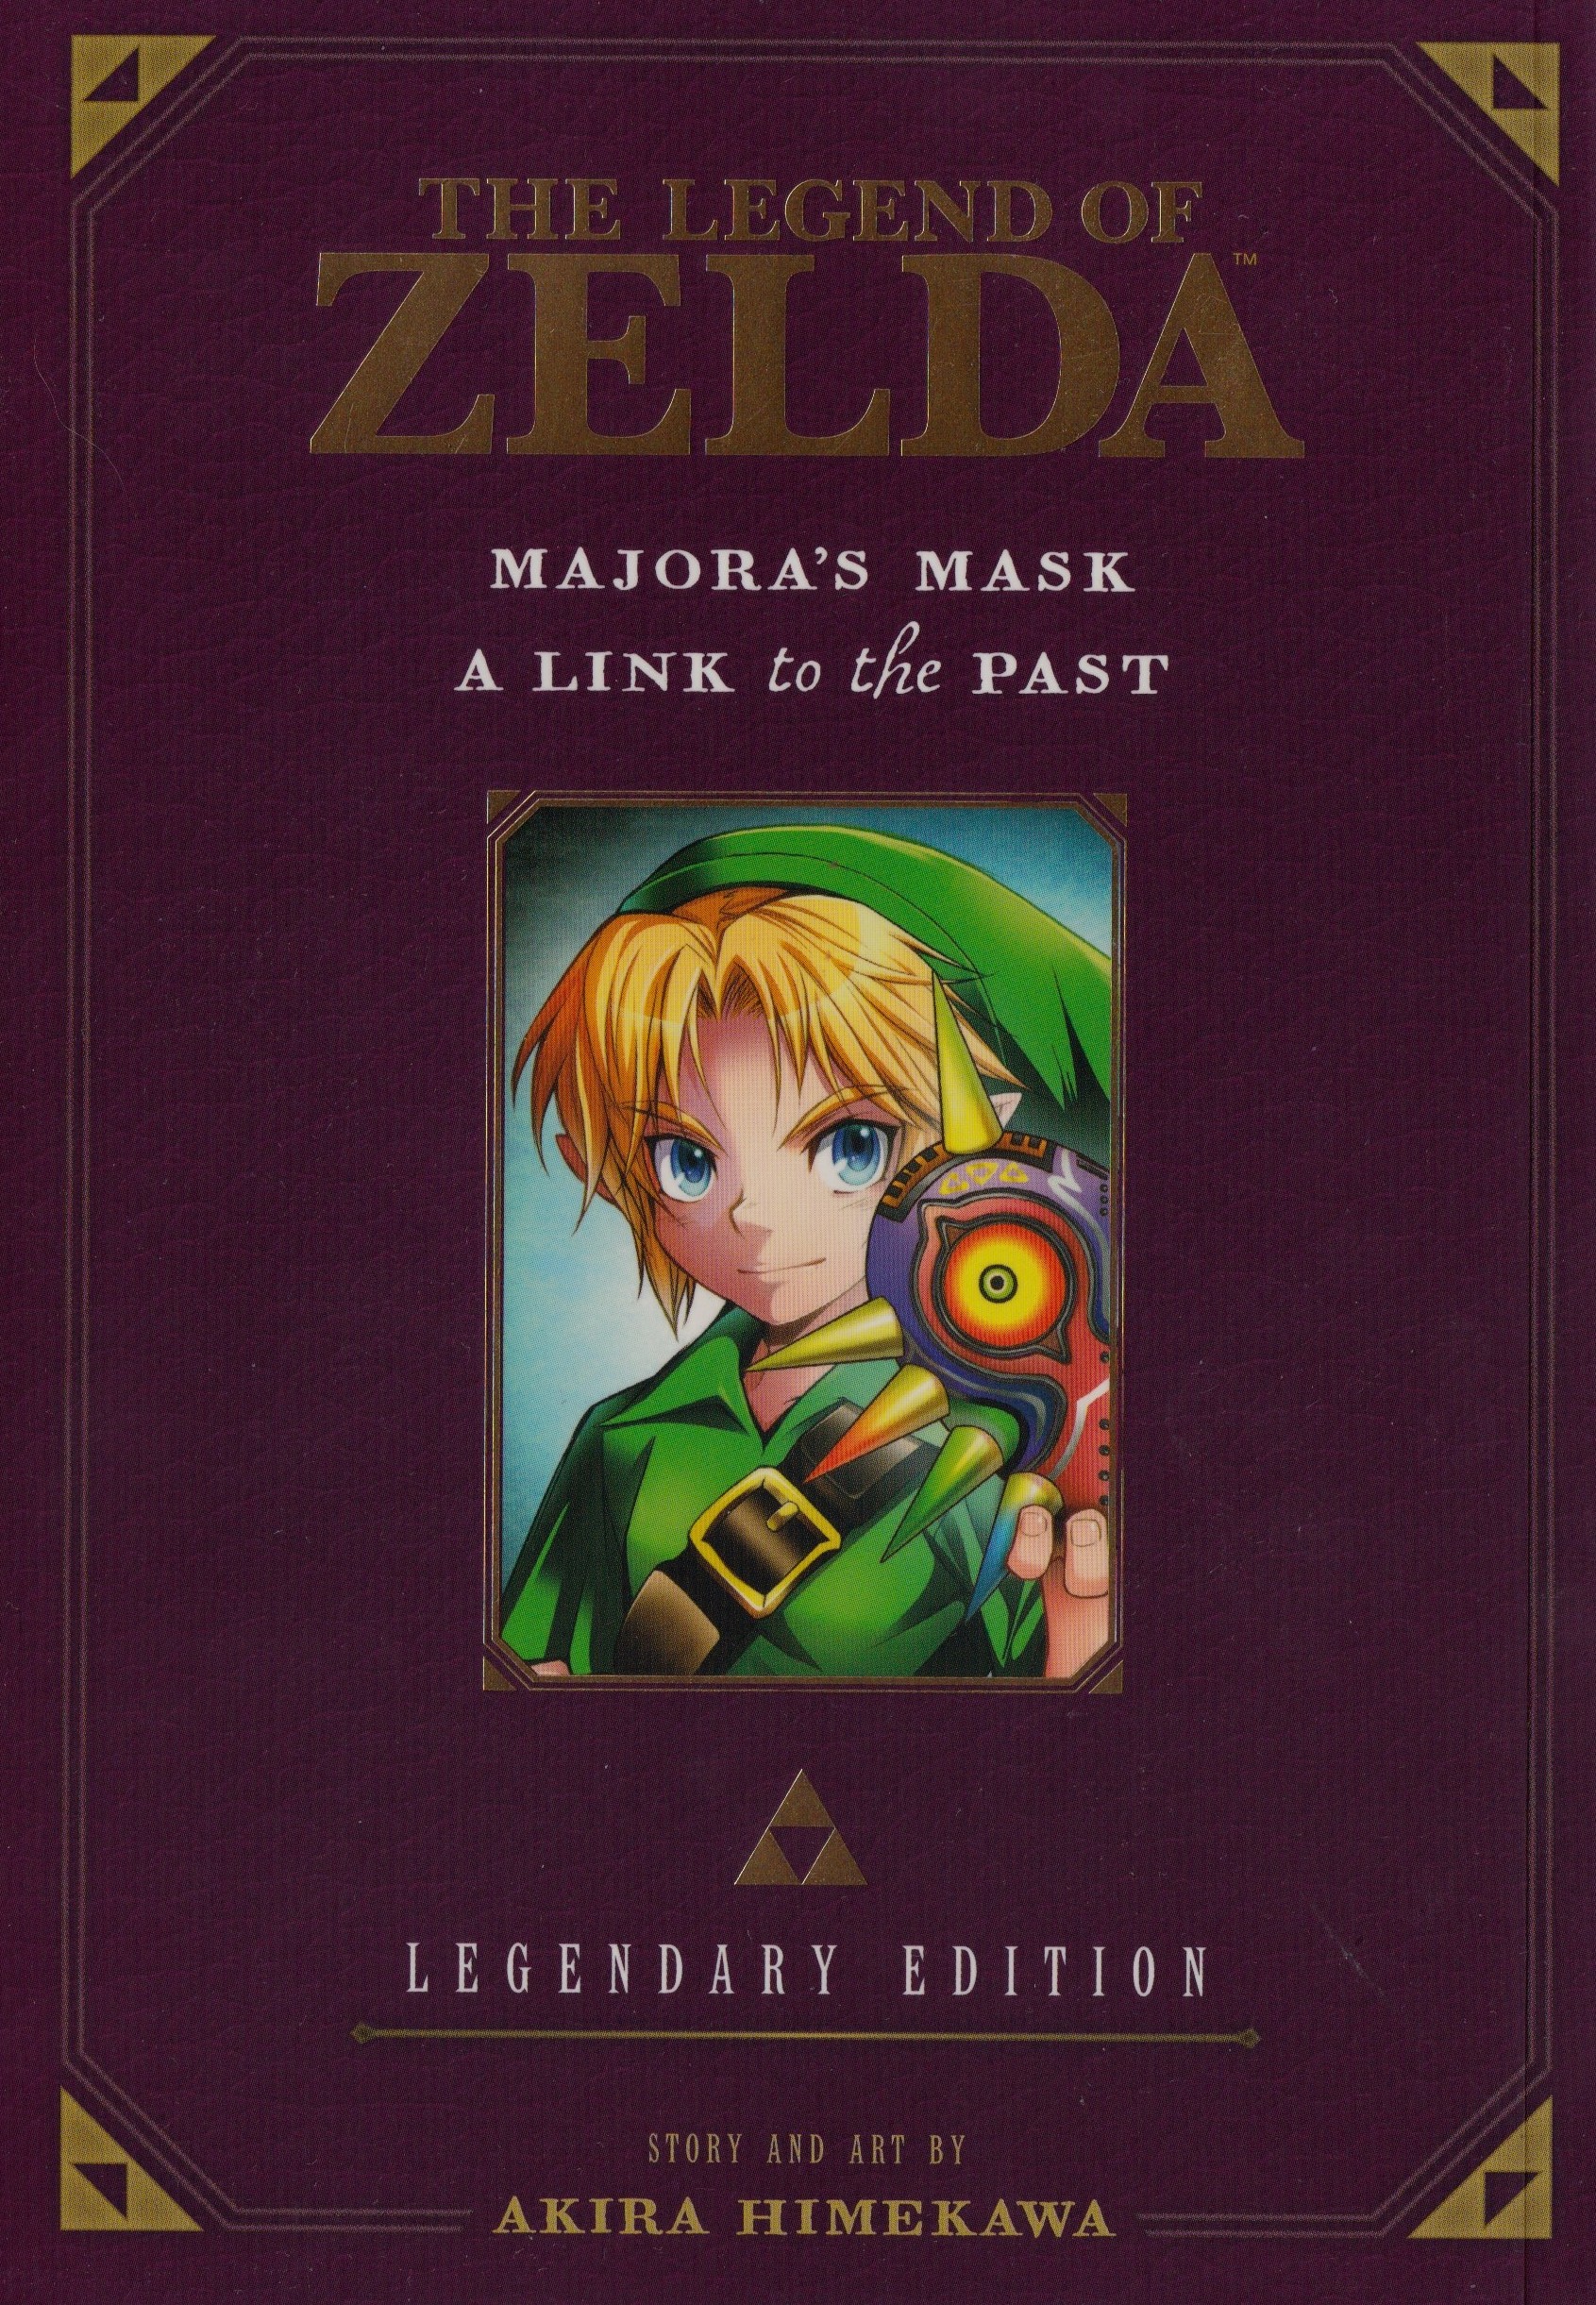 THE LEGEND OF
ZELDA™
MAJORA'S MASK
A LINK to the PAST
LEGENDARY EDITION
STORY AND ART BY
AKIRA HIMEKAWA